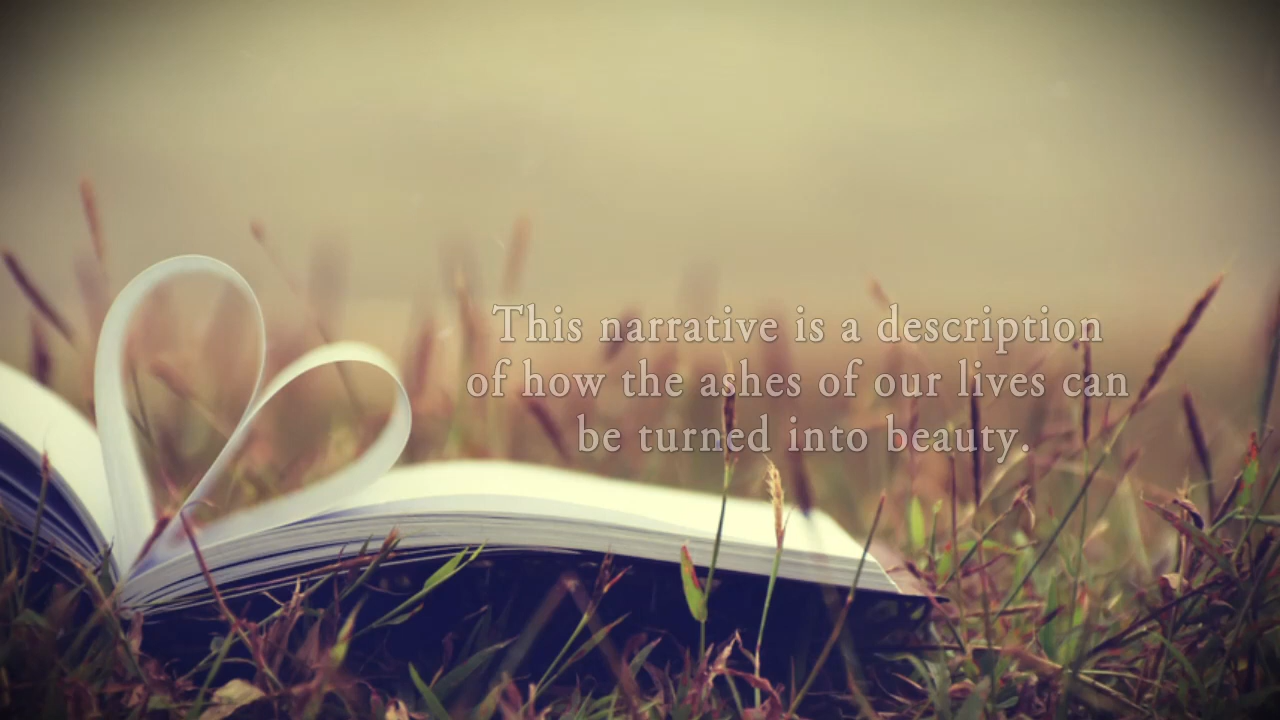 This narrative is a description
of how the ashes of our lives can
be turned into beauty.